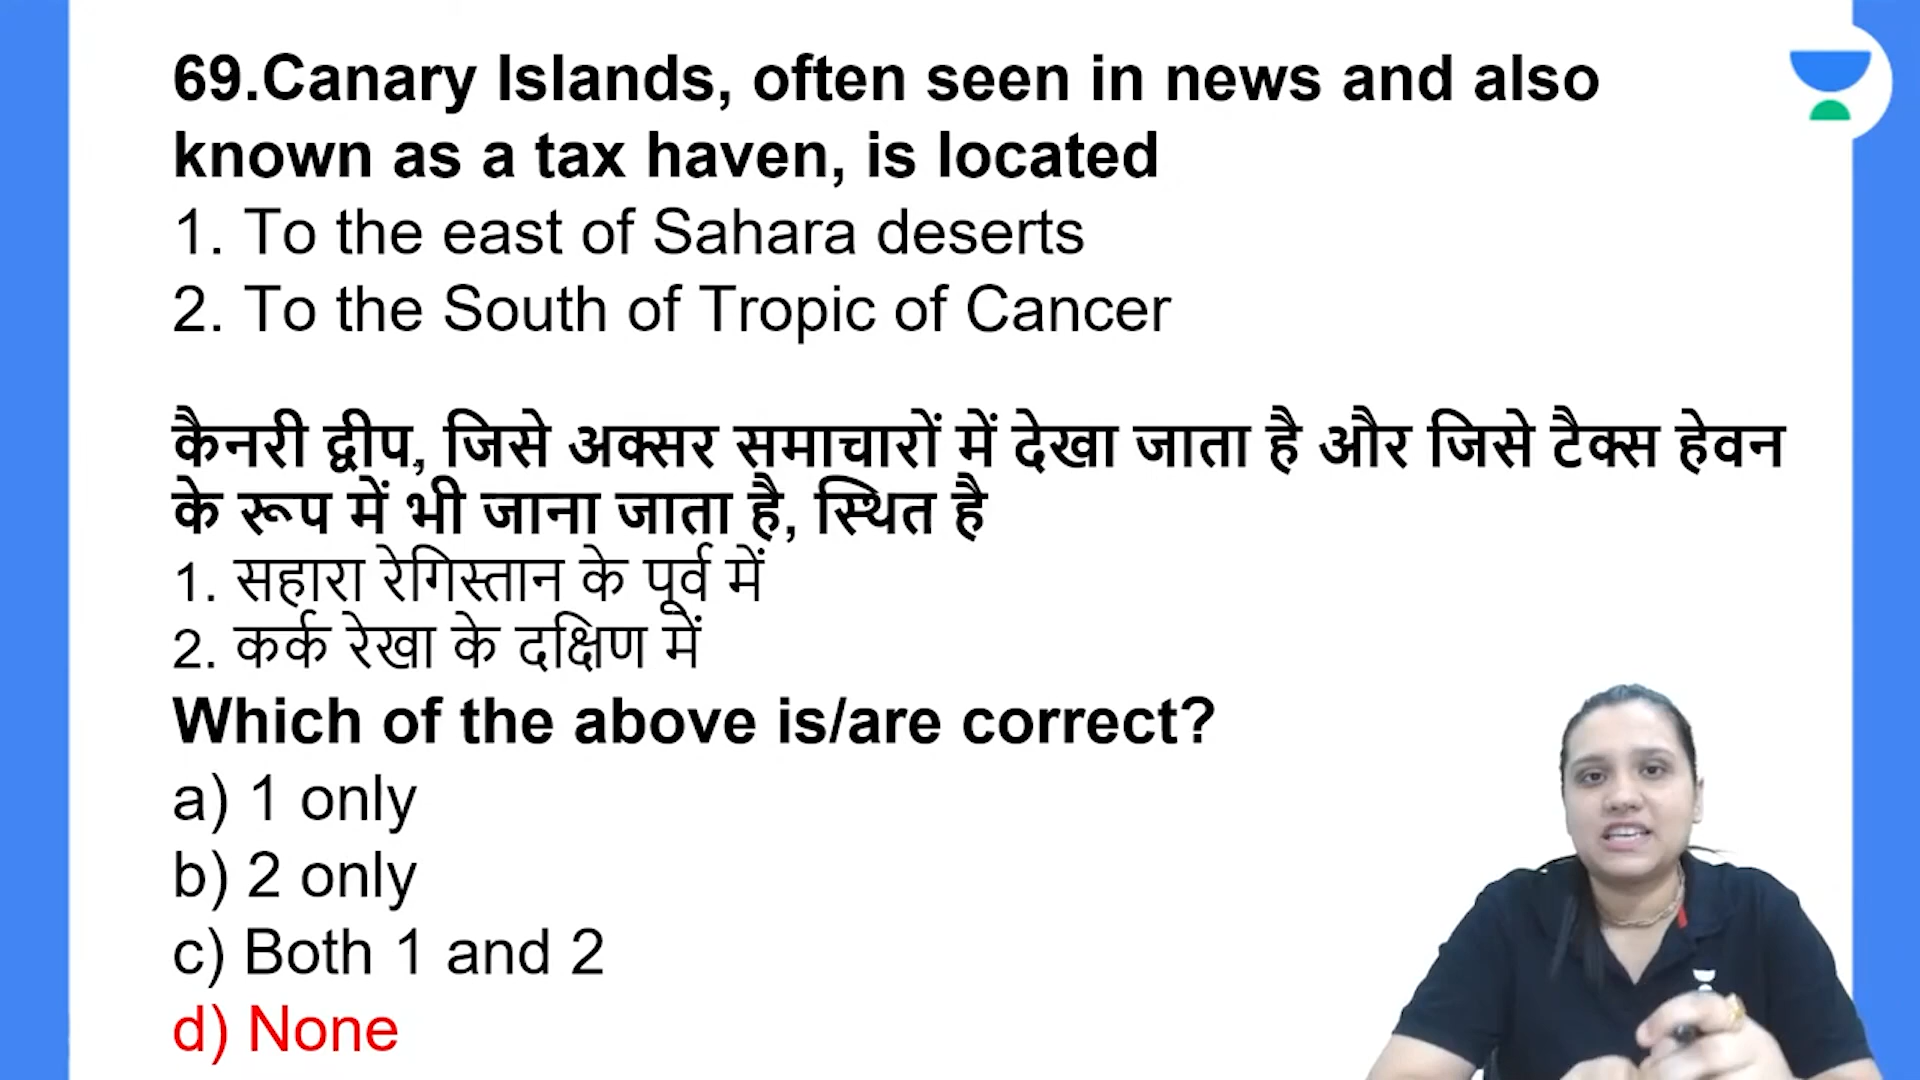 69.Canary Islands, often seen in news and also
known as a tax haven, is located
1. To the east of Sahara deserts
2. To the South of Tropic of Cancer
कैनरी द्वीप, जिसे अक्सर समाचारों में देखा जाता है और जिसे टैक्स हेवन
के रूप में भी जाना जाता है, स्थित है
1. सहारा रेगिस्तान के पूर्व में
2. कर्क रेखा के दक्षिण में
Which of the above is/are correct?
a) 1 only
b) 2 only
c) Both 1 and 2
d) None